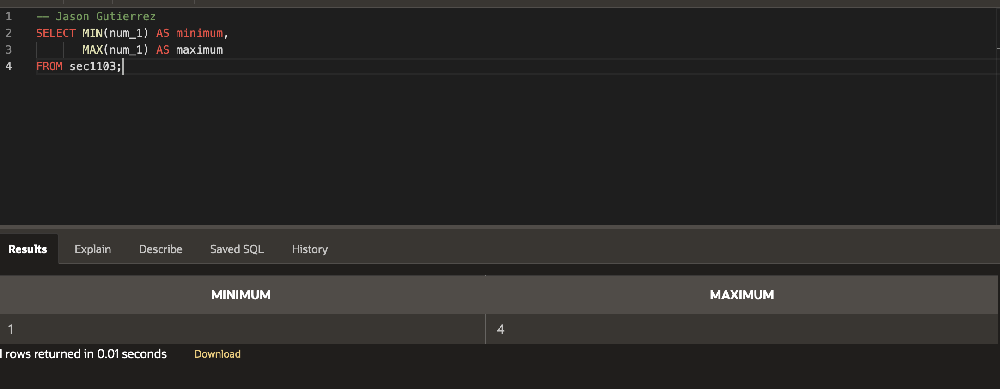 1 -- Jason Gutierrez
2 SELECT MIN(num_1) AS minimum,
3 MAX(num_1) AS maximum
4 FROM sec1103;
Results Explain Describe Saved SQL History
MINIMUM MAXIMUM
1 4
1 rows returned in 0.01 seconds Download